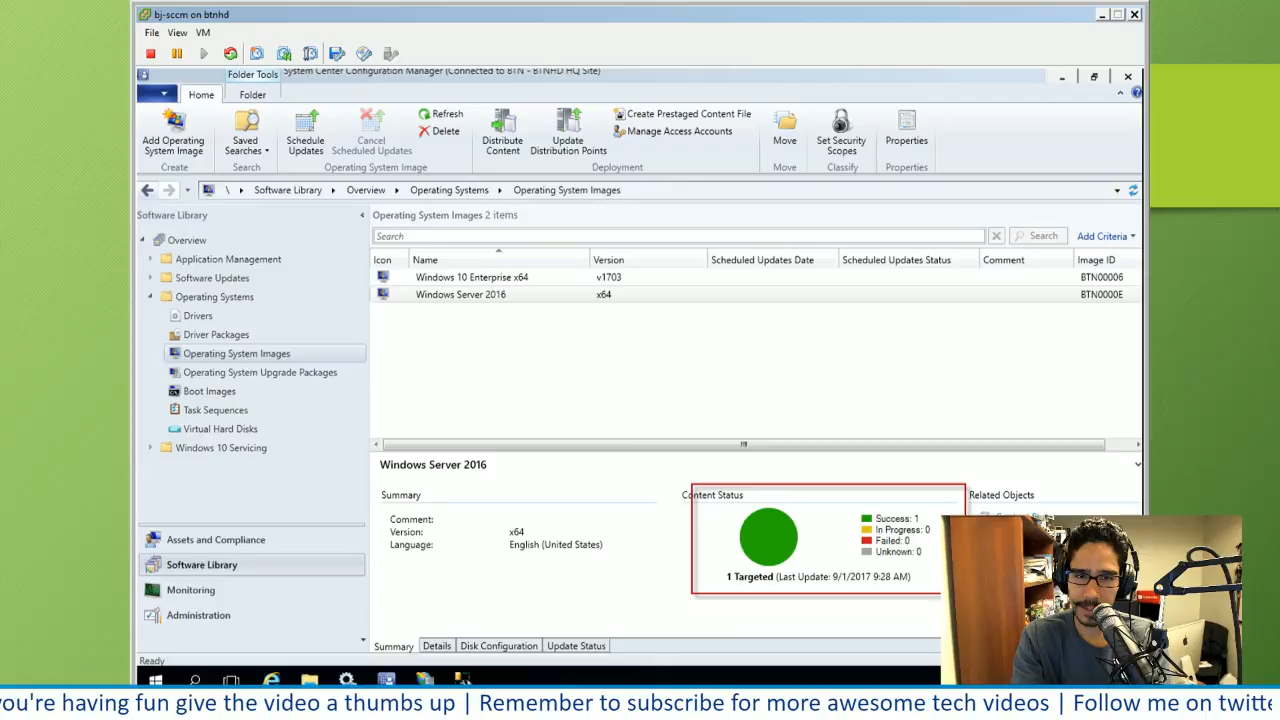 bj-sccm on btnhd
File View VM
Folder Tools System Center Configuration Manager (Connected to BTN - BTNHD HQ Site)
Home Folder
Add Operating
System Image
Saved
Searches
Schedule
Updates
Cancel
Scheduled Updates
Refresh
Delete
Distribute
Content
Update
Distribution Points
Create Prestaged Content File
Manage Access Accounts
Move
Set Security
Scopes
Properties
Create Search Operating System Image Deployment Move Classify Properties
\ Software Library Overview Operating Systems Operating System Images
Software Library
Overview
Application Management
Software Updates
Operating Systems
Drivers
Driver Packages
Operating System Images
Operating System Upgrade Packages
Boot Images
Task Sequences
Virtual Hard Disks
Windows 10 Servicing
Assets and Compliance
Software Library
Monitoring
Administration
Operating System Images 2 items
Search Search Add Criteria
Icon Name Version Scheduled Updates Date Scheduled Updates Status Comment Image ID
Windows 10 Enterprise x64 v1703 BTN00006
Windows Server 2016 x64 BTN0000E
Windows Server 2016
Summary
Comment:
Version: x64
Language: English (United States)
Content Status
Success: 1
In Progress: 0
Failed: 0
Unknown: 0
1 Targeted (Last Update: 9/1/2017 9:28 AM)
Related Objects
Summary Details Disk Configuration Update Status
Ready
you're having fun give the video a thumbs up | Remember to subscribe for more awesome tech videos | Follow me on twitte